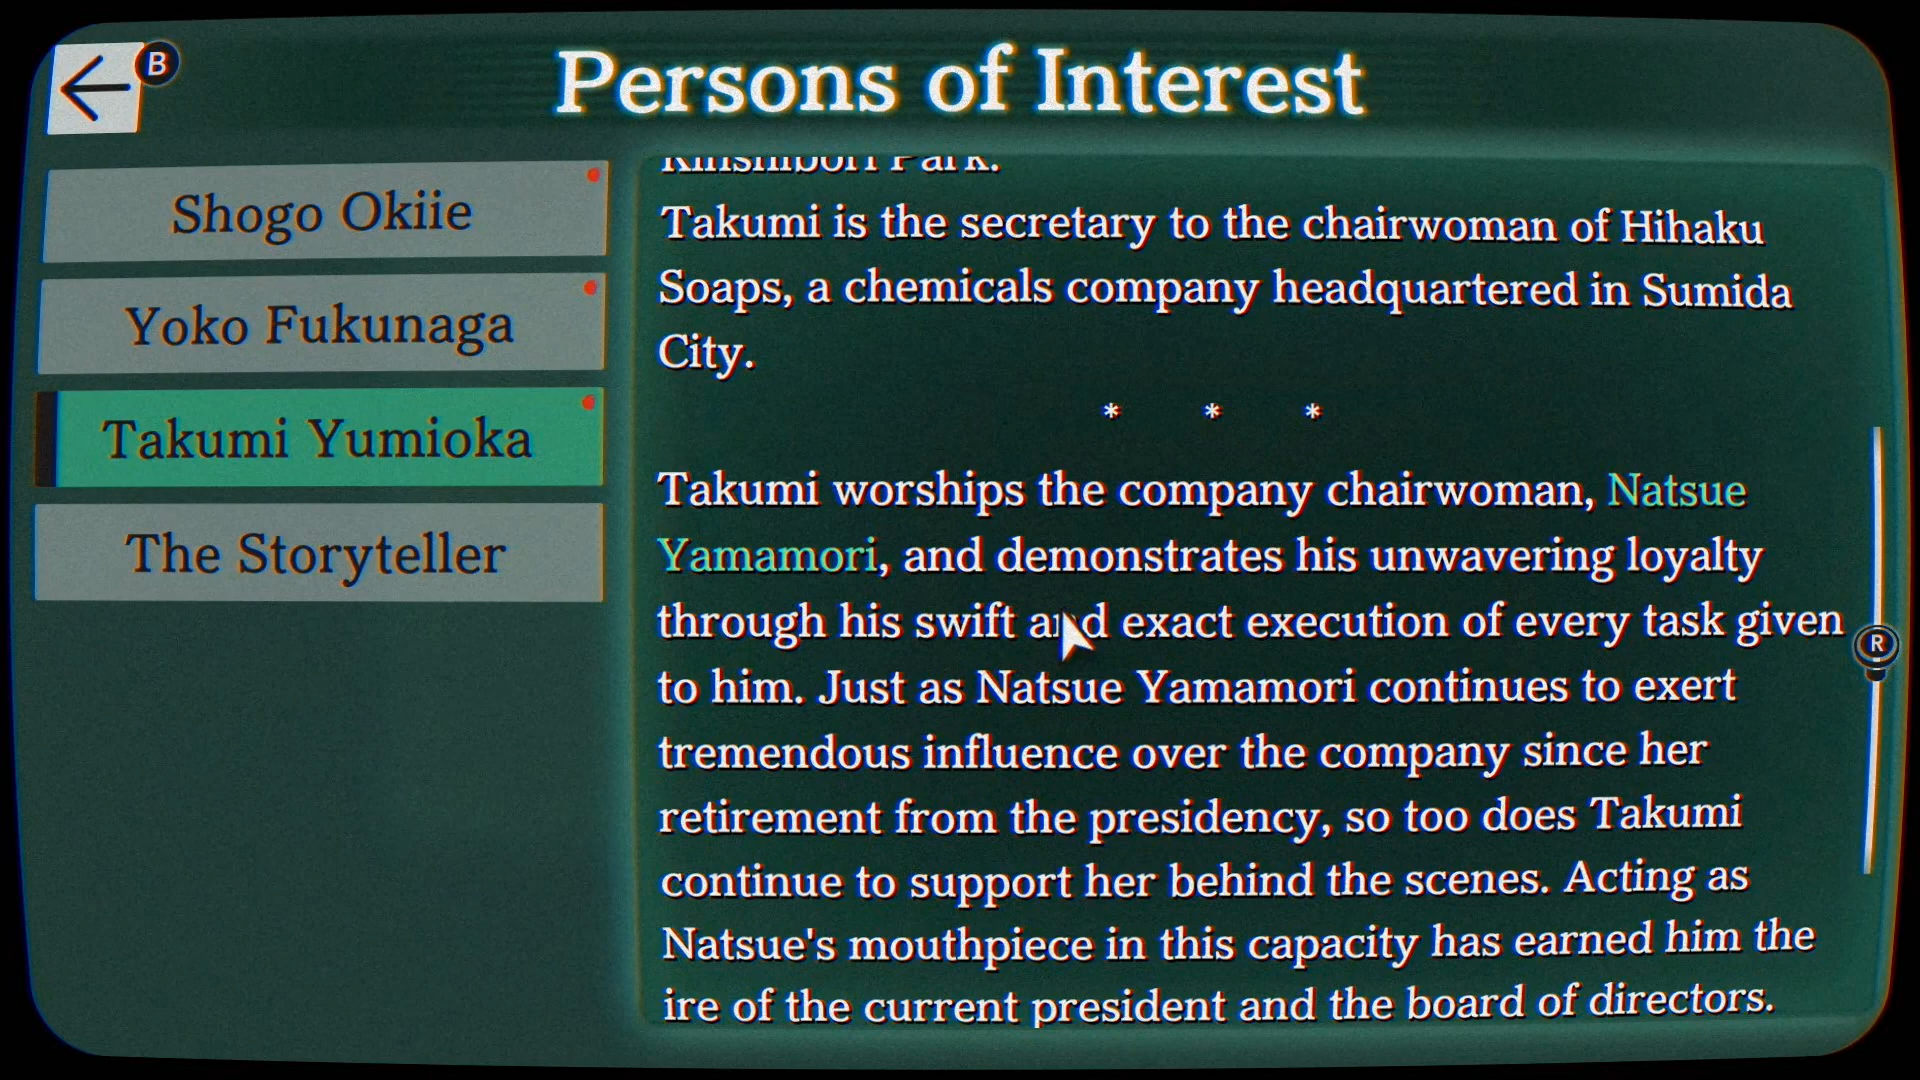 B
Persons of Interest
Shogo Okiie
Yoko Fukunaga
Takumi Yumioka
The Storyteller
Kinshibori Park.
Takumi is the secretary to the chairwoman of Hihaku
Soaps, a chemicals company headquartered in Sumida
City.
* * *
Takumi worships the company chairwoman, Natsue
Yamamori, and demonstrates his unwavering loyalty
through his swift and exact execution of every task given
to him. Just as Natsue Yamamori continues to exert
tremendous influence over the company since her
retirement from the presidency, so too does Takumi
continue to support her behind the scenes. Acting as
Natsue's mouthpiece in this capacity has earned him the
ire of the current president and the board of directors.
R